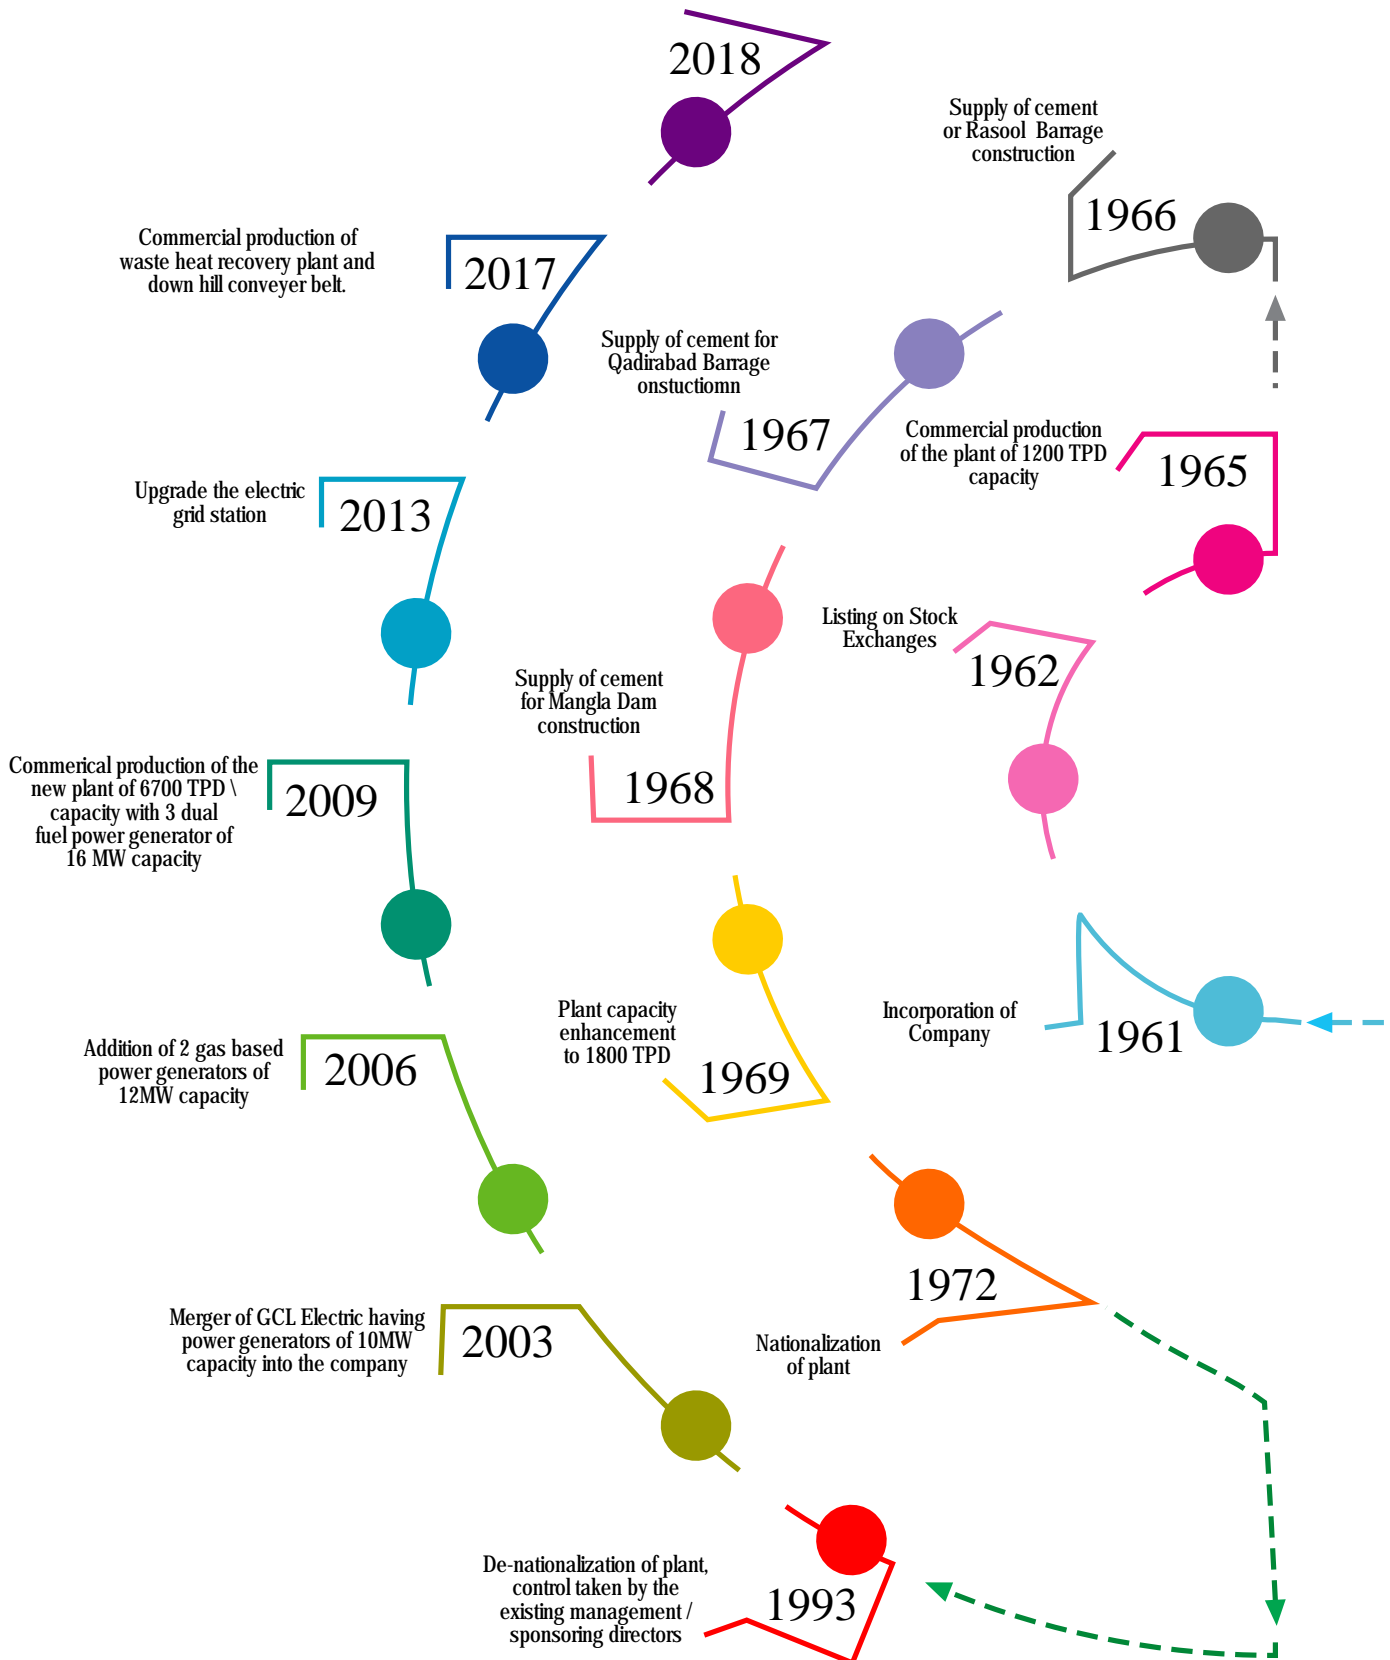 2018
Supply of cement
or Rasool Barrage
construction
1966
Commercial production of
waste heat recovery plant and
down hill conveyer belt.
2017
Supply of cement for
Qadirabad Barrage
onstuctiomn
1967
Commercial production
of the plant of 1200 TPD
capacity
1965
Upgrade the electric
grid station
2013
Listing on Stock
Exchanges
1962
Supply of cement
for Mangla Dam
construction
1968
Commerical production of the
new plant of 6700 TPD \
capacity with 3 dual
fuel power generator of
16 MW capacity
2009
Incorporation of
Company
1961
Plant capacity
enhancement
to 1800 TPD
1969
Addition of 2 gas based
power generators of
12MW capacity
2006
1972
Nationalization
of plant
Merger of GCL Electric having
power generators of 10MW
capacity into the company
2003
De-nationalization of plant,
control taken by the
existing management /
sponsoring directors
1993